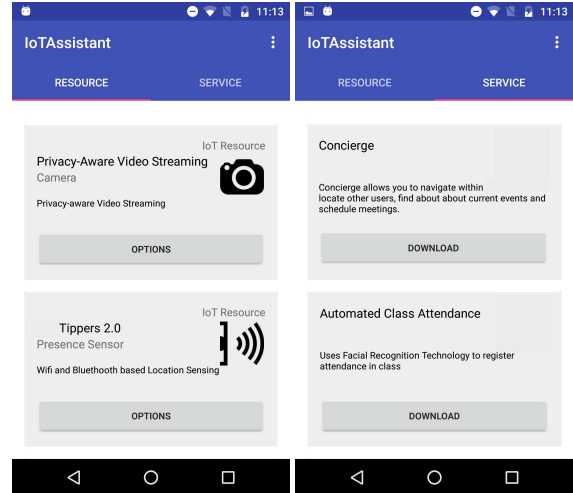 11:13
IoTAssistant
RESOURCE SERVICE
IoT Resource
Privacy-Aware Video Streaming
Camera
Privacy-aware Video Streaming
OPTIONS
IoT Resource
Tippers 2.0
Presence Sensor
Wifi and Bluethooth based Location Sensing
OPTIONS
11:13
IoTAssistant
RESOURCE SERVICE
Concierge
Concierge allows you to navigate within
locate other users, find about about current events and
schedule meetings.
DOWNLOAD
Automated Class Attendance
Uses Facial Recognition Technology to register
attendance in class
DOWNLOAD